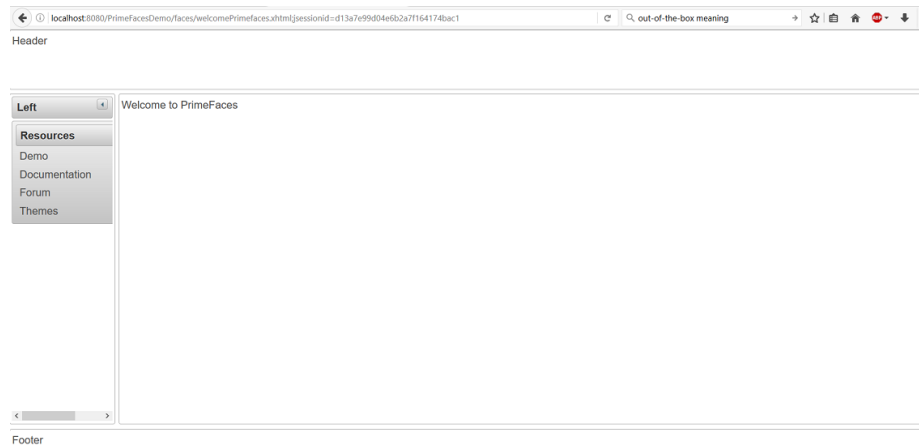 localhost:8080/PrimeFacesDemo/faces/welcomePrimefaces.xhtml;jsessionid=d13a7e99d04e6b2a7f164174bac1
out-of-the-box meaning
ABP
Header
Left
Welcome to PrimeFaces
Resources
Demo
Documentation
Forum
Themes
Footer